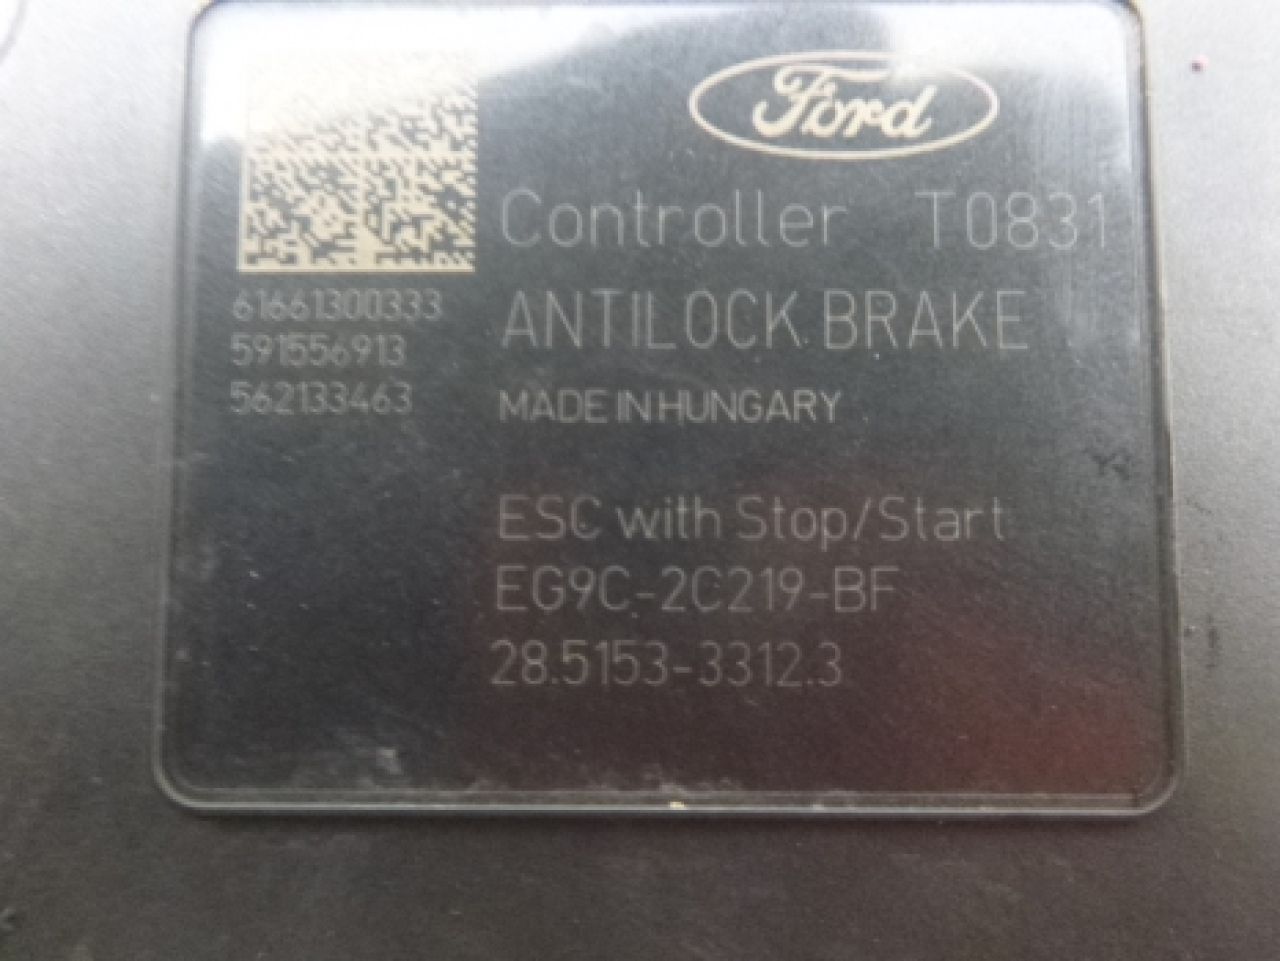 Ford
Controller T0831
ANTILOCK BRAKE
MADE IN HUNGARY
61661300333
591556913
562133463
ESC with Stop/Start
EG9C-2C219-BF
28.5153-3312.3